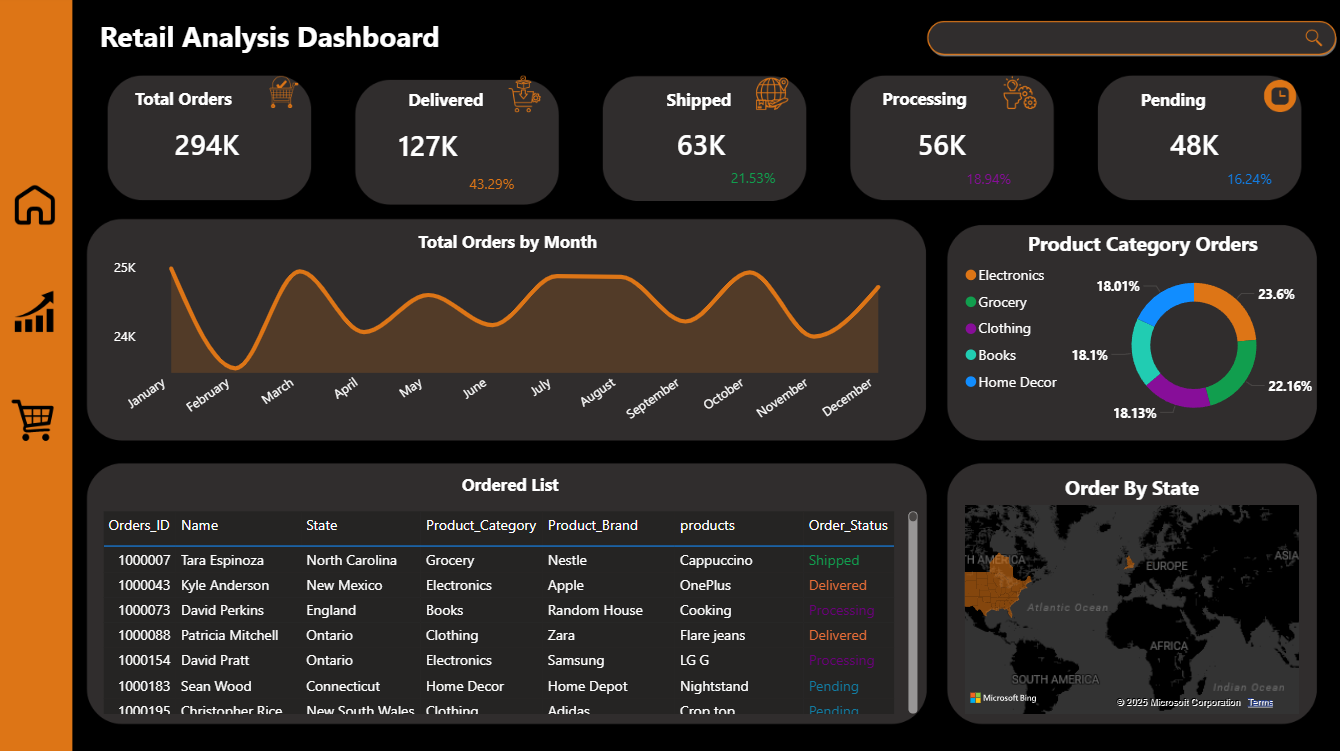 Retail Analysis Dashboard
Total Orders
294K
Delivered
127K
43.29%
Shipped
63K
21.53%
Processing
56K
18.94%
Pending
48K
16.24%
Total Orders by Month
25K
24K
January February March April May June July August September October November December
Product Category Orders
Electronics
Grocery
Clothing
Books
Home Decor
18.01%
23.6%
18.1%
22.16%
18.13%
Ordered List
Orders_ID Name State Product_Category Product_Brand products Order_Status
1000007 Tara Espinoza North Carolina Grocery Nestle Cappuccino Shipped
1000043 Kyle Anderson New Mexico Electronics Apple OnePlus Delivered
1000073 David Perkins England Books Random House Cooking Processing
1000088 Patricia Mitchell Ontario Clothing Zara Flare jeans Delivered
1000154 David Pratt Ontario Electronics Samsung LG G Processing
1000183 Sean Wood Connecticut Home Decor Home Depot Nightstand Pending
1000195 Christopher Rice New South Wales Clothing Adidas Crop top Pending
Order By State
TH AMERICA
ASIA
EUROPE
Atlantic Ocean
AFRICA
SOUTH AMERICA
Indian Ocean
Microsoft Bing
© 2025 Microsoft Corporation Terms